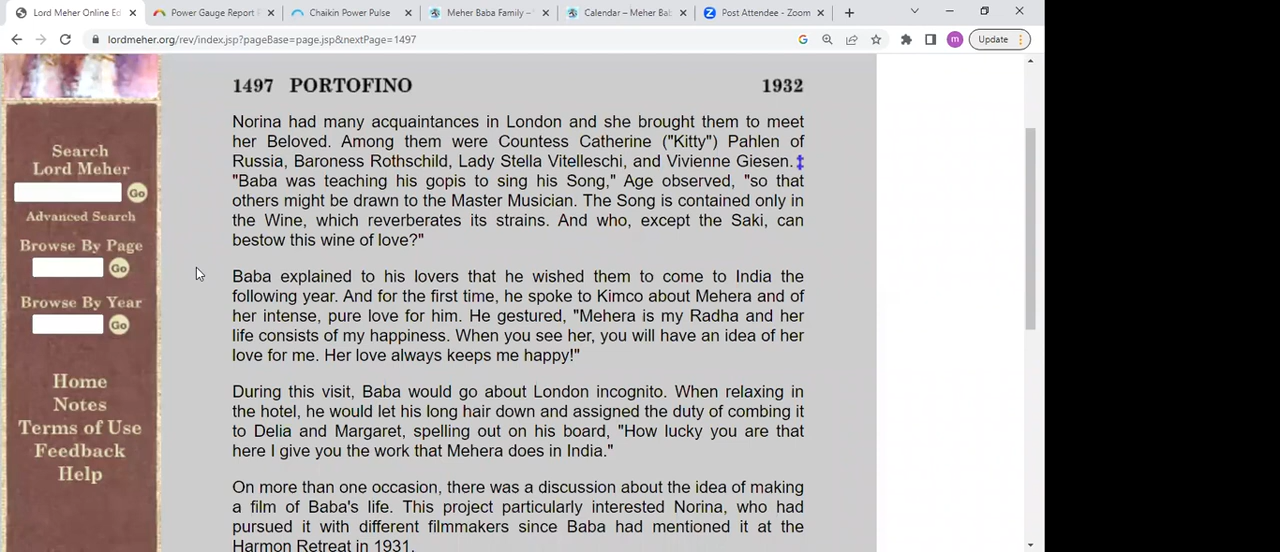 Lord Meher Online Ed
Power Gauge Report
Chaikin Power Pulse
Meher Baba Family –
Calendar – Meher Bab
Post Attendee - Zoom
lordmeher.org/rev/index.jsp?pageBase=page.jsp&nextPage=1497
Update
Search
Lord Meher
Go
Advanced Search
Browse By Page
Go
Browse By Year
Go
Home
Notes
Terms of Use
Feedback
Help
1497 PORTOFINO 1932
Norina had many acquaintances in London and she brought them to meet
her Beloved. Among them were Countess Catherine ("Kitty") Pahlen of
Russia, Baroness Rothschild, Lady Stella Vitelleschi, and Vivienne Giesen.‡
"Baba was teaching his gopis to sing his Song," Age observed, "so that
others might be drawn to the Master Musician. The Song is contained only in
the Wine, which reverberates its strains. And who, except the Saki, can
bestow this wine of love?"
Baba explained to his lovers that he wished them to come to India the
following year. And for the first time, he spoke to Kimco about Mehera and of
her intense, pure love for him. He gestured, "Mehera is my Radha and her
life consists of my happiness. When you see her, you will have an idea of her
love for me. Her love always keeps me happy!"
During this visit, Baba would go about London incognito. When relaxing in
the hotel, he would let his long hair down and assigned the duty of combing it
to Delia and Margaret, spelling out on his board, "How lucky you are that
here I give you the work that Mehera does in India."
On more than one occasion, there was a discussion about the idea of making
a film of Baba's life. This project particularly interested Norina, who had
pursued it with different filmmakers since Baba had mentioned it at the
Harmon Retreat in 1931.